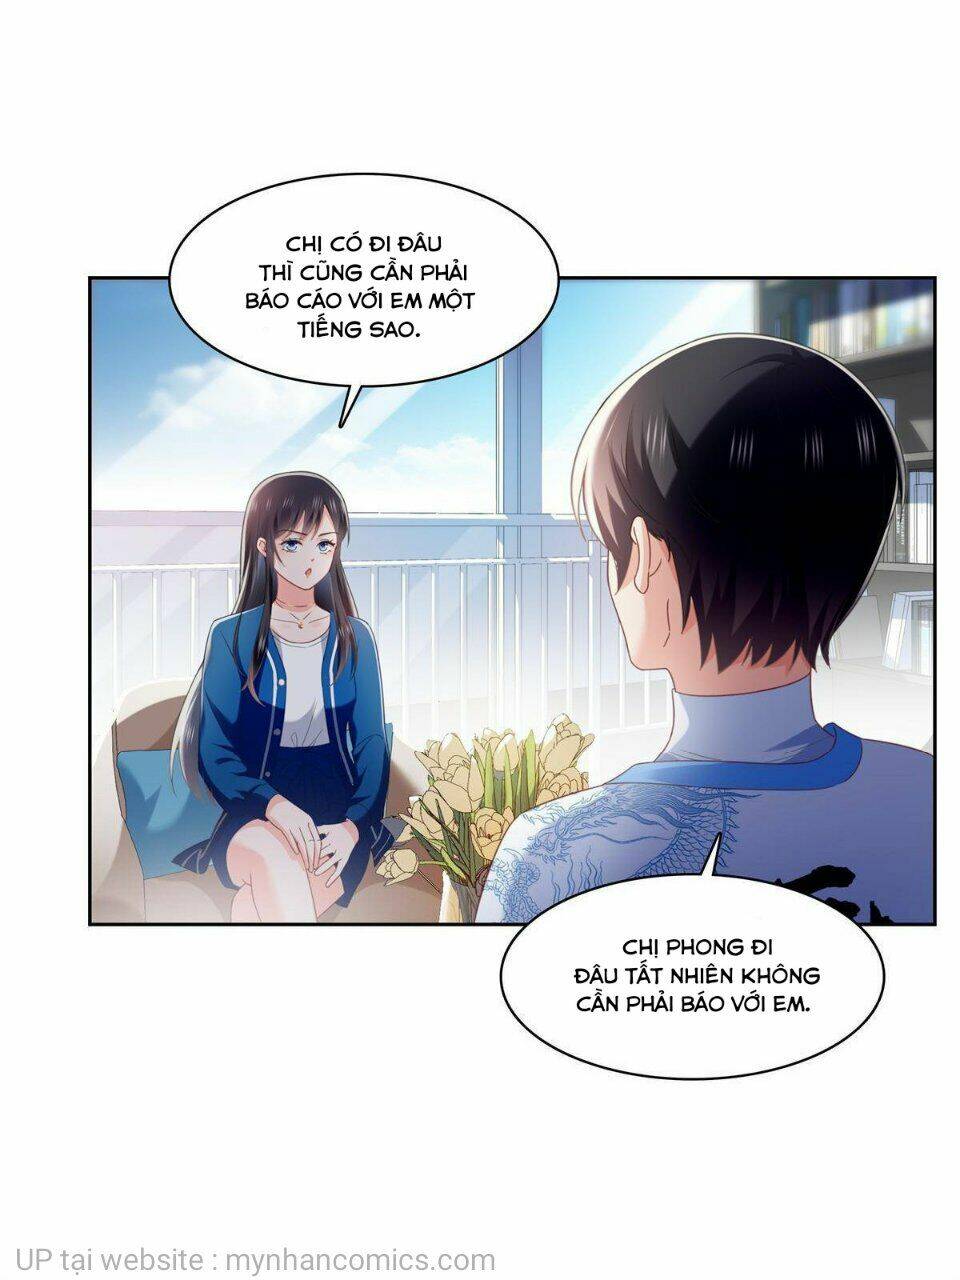 CHỊ CÓ ĐI ĐÂU
THÌ CŨNG CẦN PHẢI
BÁO CÁO VỚI EM MỘT
TIẾNG SAO.
CHỊ PHONG ĐI
ĐÂU TẤT NHIÊN KHÔNG
CẦN PHẢI BÁO VỚI EM.
UP tại website : mynhancomics.com